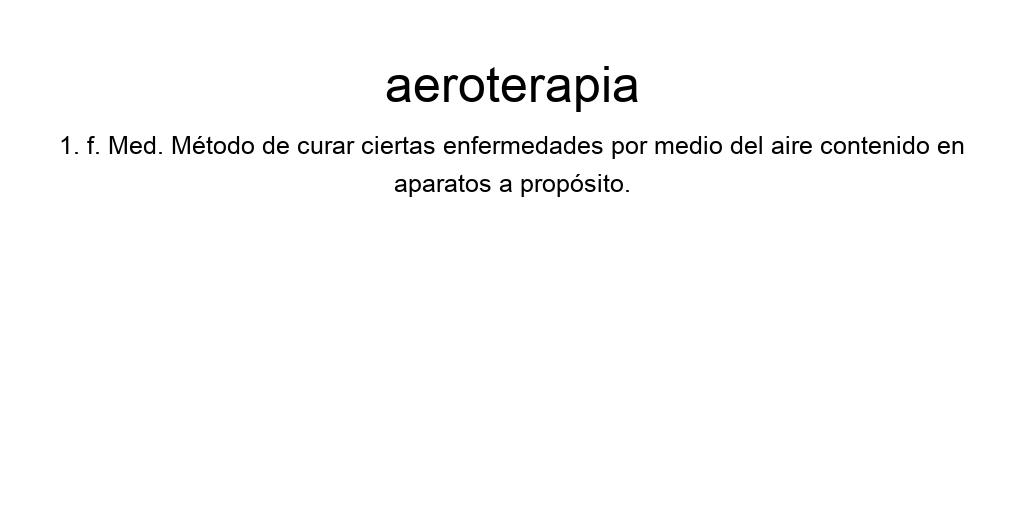 aeroterapia
1. f. Med. Método de curar ciertas enfermedades por medio del aire contenido en
aparatos a propósito.